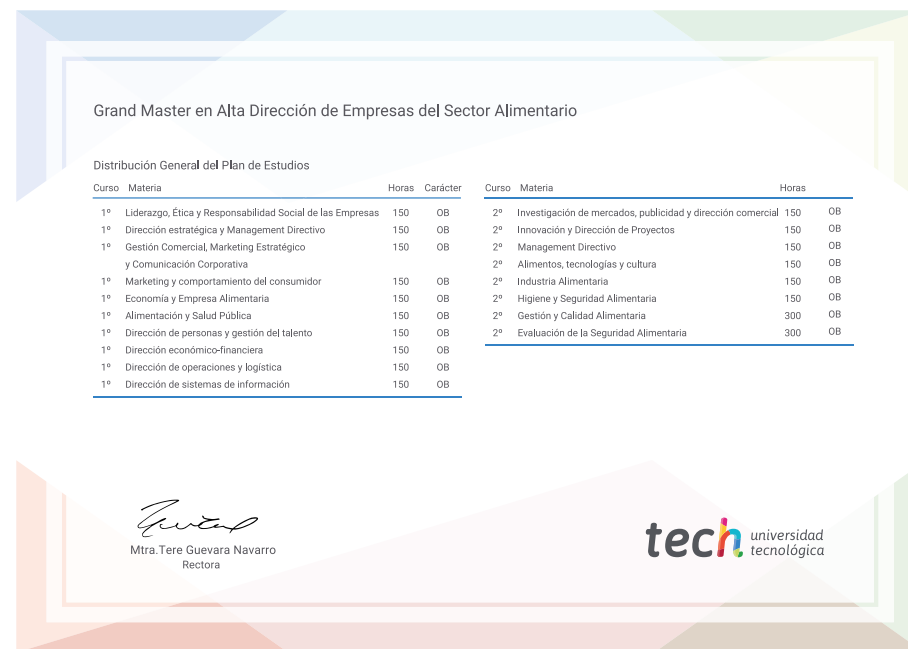 Grand Master en Alta Dirección de Empresas del Sector Alimentario
Distribución General del Plan de Estudios
Curso Materia Horas Carácter
1º Liderazgo, Ética y Responsabilidad Social de las Empresas 150 OB
1º Dirección estratégica y Management Directivo 150 OB
1º Gestión Comercial, Marketing Estratégico 150 OB
y Comunicación Corporativa
1º Marketing y comportamiento del consumidor 150 OB
1º Economía y Empresa Alimentaria 150 OB
1º Alimentación y Salud Pública 150 OB
1º Dirección de personas y gestión del talento 150 OB
1º Dirección económico-financiera 150 OB
1º Dirección de operaciones y logística 150 OB
1º Dirección de sistemas de información 150 OB
Curso Materia Horas
2º Investigación de mercados, publicidad y dirección comercial 150 OB
2º Innovación y Dirección de Proyectos 150 OB
2º Management Directivo 150 OB
2º Alimentos, tecnologías y cultura 150 OB
2º Industria Alimentaria 150 OB
2º Higiene y Seguridad Alimentaria 150 OB
2º Gestión y Calidad Alimentaria 300 OB
2º Evaluación de la Seguridad Alimentaria 300 OB
Mtra.Tere Guevara Navarro
Rectora
tech universidad
tecnológica